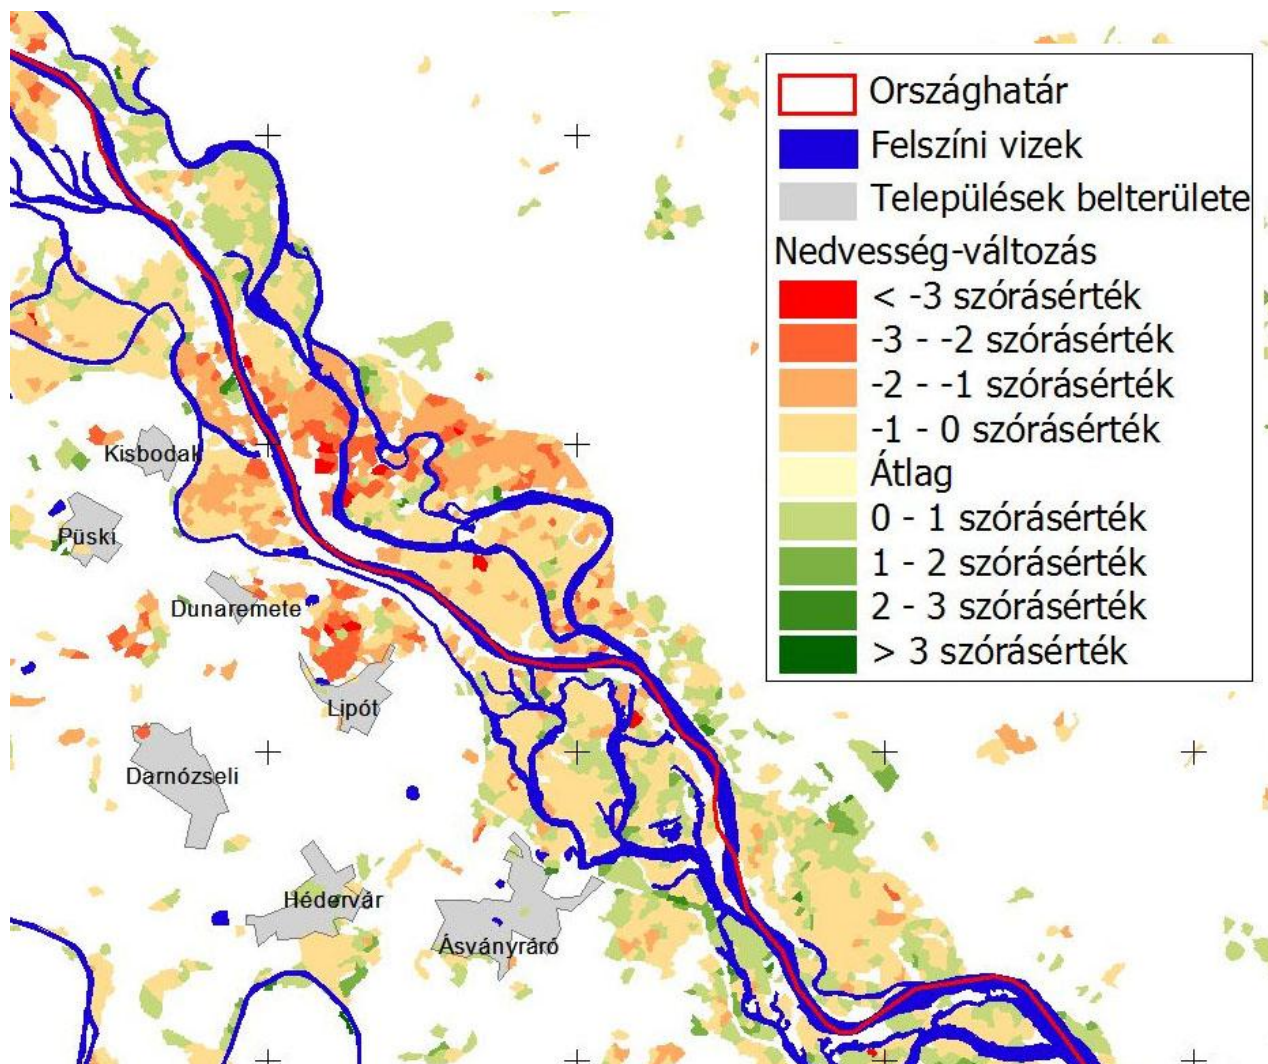 Országhatár
Felszíni vizek
Települések belterülete
Nedvesség-változás
< -3 szórásérték
-3 - -2 szórásérték
-2 - -1 szórásérték
-1 - 0 szórásérték
Átlag
0 - 1 szórásérték
1 - 2 szórásérték
2 - 3 szórásérték
> 3 szórásérték
Kisbodak
Püski
Dunaremete
Lipót
Darnózseli
Hédervár
Ásványráró